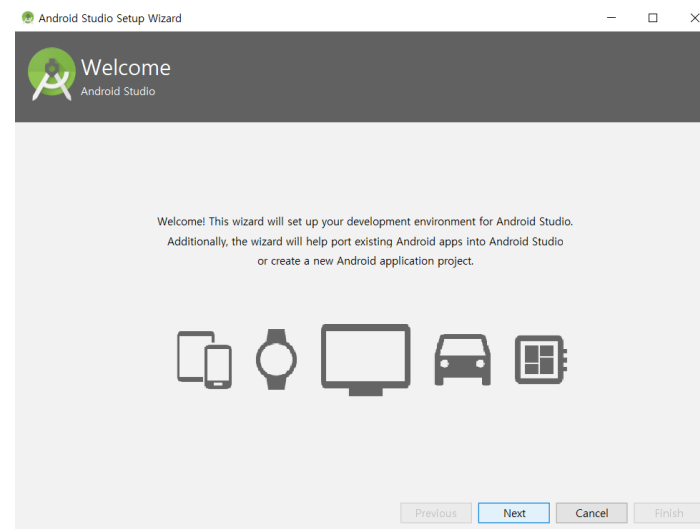 Android Studio Setup Wizard
Welcome
Android Studio
Welcome! This wizard will set up your development environment for Android Studio.
Additionally, the wizard will help port existing Android apps into Android Studio
or create a new Android application project.
Previous Next Cancel Finish